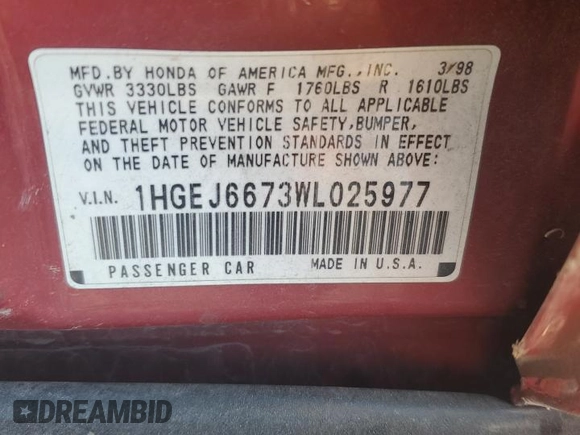 MFD.BY HONDA OF AMERICA MFG.,INC. 3/98
GVWR 3330LBS GAWR F 1760LBS R 1610LBS
THIS VEHICLE CONFORMS TO ALL APPLICABLE
FEDERAL MOTOR VEHICLE SAFETY,BUMPER,
AND THEFT PREVENTION STANDARDS IN EFFECT
ON THE DATE OF MANUFACTURE SHOWN ABOVE:
V.I.N. 1HGEJ6673WL025977
PASSENGER CAR MADE IN U.S.A.
DREAMBID